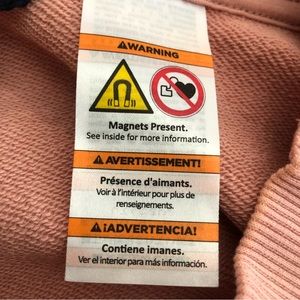 ⚠WARNING
Magnets Present.
See inside for more information.
⚠ AVERTISSEMENT!
Présence d'aimants.
Voir à l'intérieur pour plus de
renseignements.
⚠ ¡ADVERTENCIA!
Contiene imanes.
Ver el interior para más información.